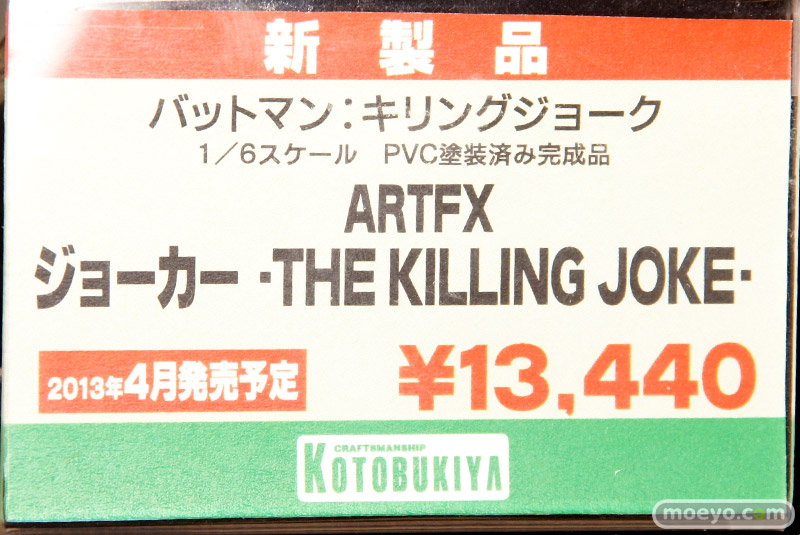 新製品
バットマン：キリングジョーク
1／6スケール　PVC塗装済み完成品
ARTFX
ジョーカー ·THE KILLING JOKE·
2013年4月発売予定 ¥13,440
CRAFTSMANSHIP
KOTOBUKIYA
moeyo.com